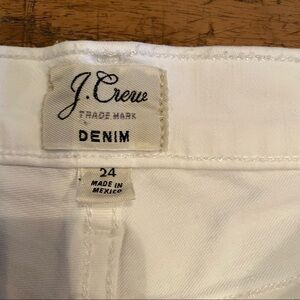 J.Crew
TRADE MARK
DENIM
24
MADE IN
MEXICO